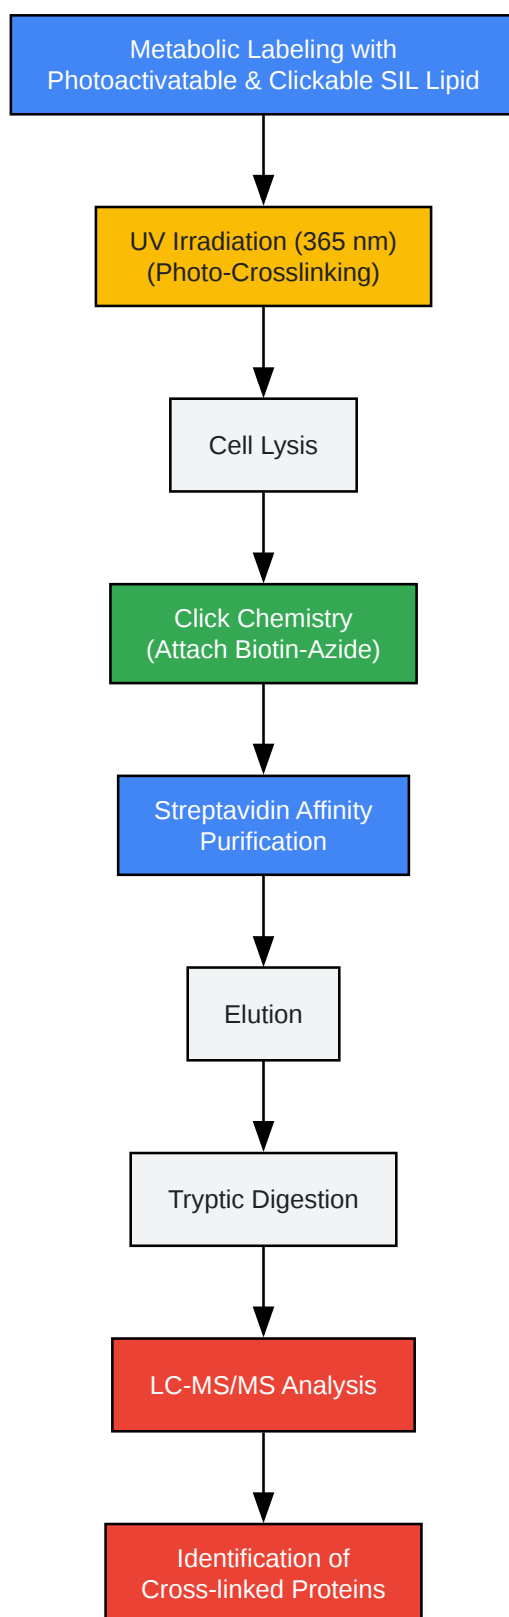 Metabolic Labeling with
Photoactivatable & Clickable SIL Lipid
UV Irradiation (365 nm)
(Photo-Crosslinking)
Cell Lysis
Click Chemistry
(Attach Biotin-Azide)
Streptavidin Affinity
Purification
Elution
Tryptic Digestion
LC-MS/MS Analysis
Identification of
Cross-linked Proteins